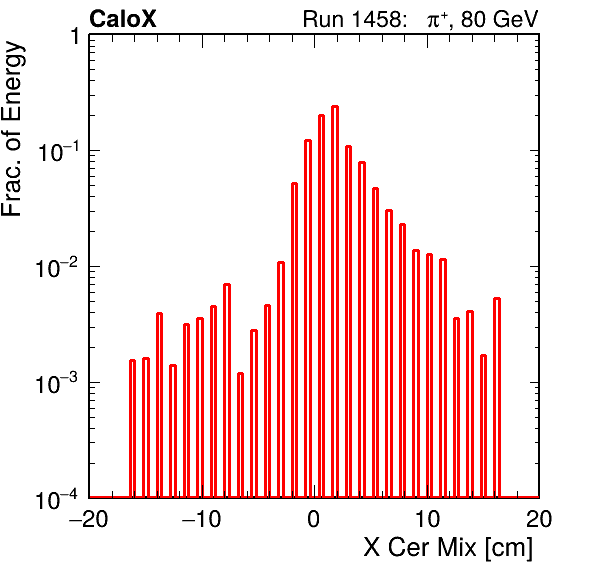 CaloX Run 1458: π⁺, 80 GeV
Frac. of Energy
1
10⁻¹
10⁻²
10⁻³
10⁻⁴
−20 −10 0 10 20
X Cer Mix [cm]